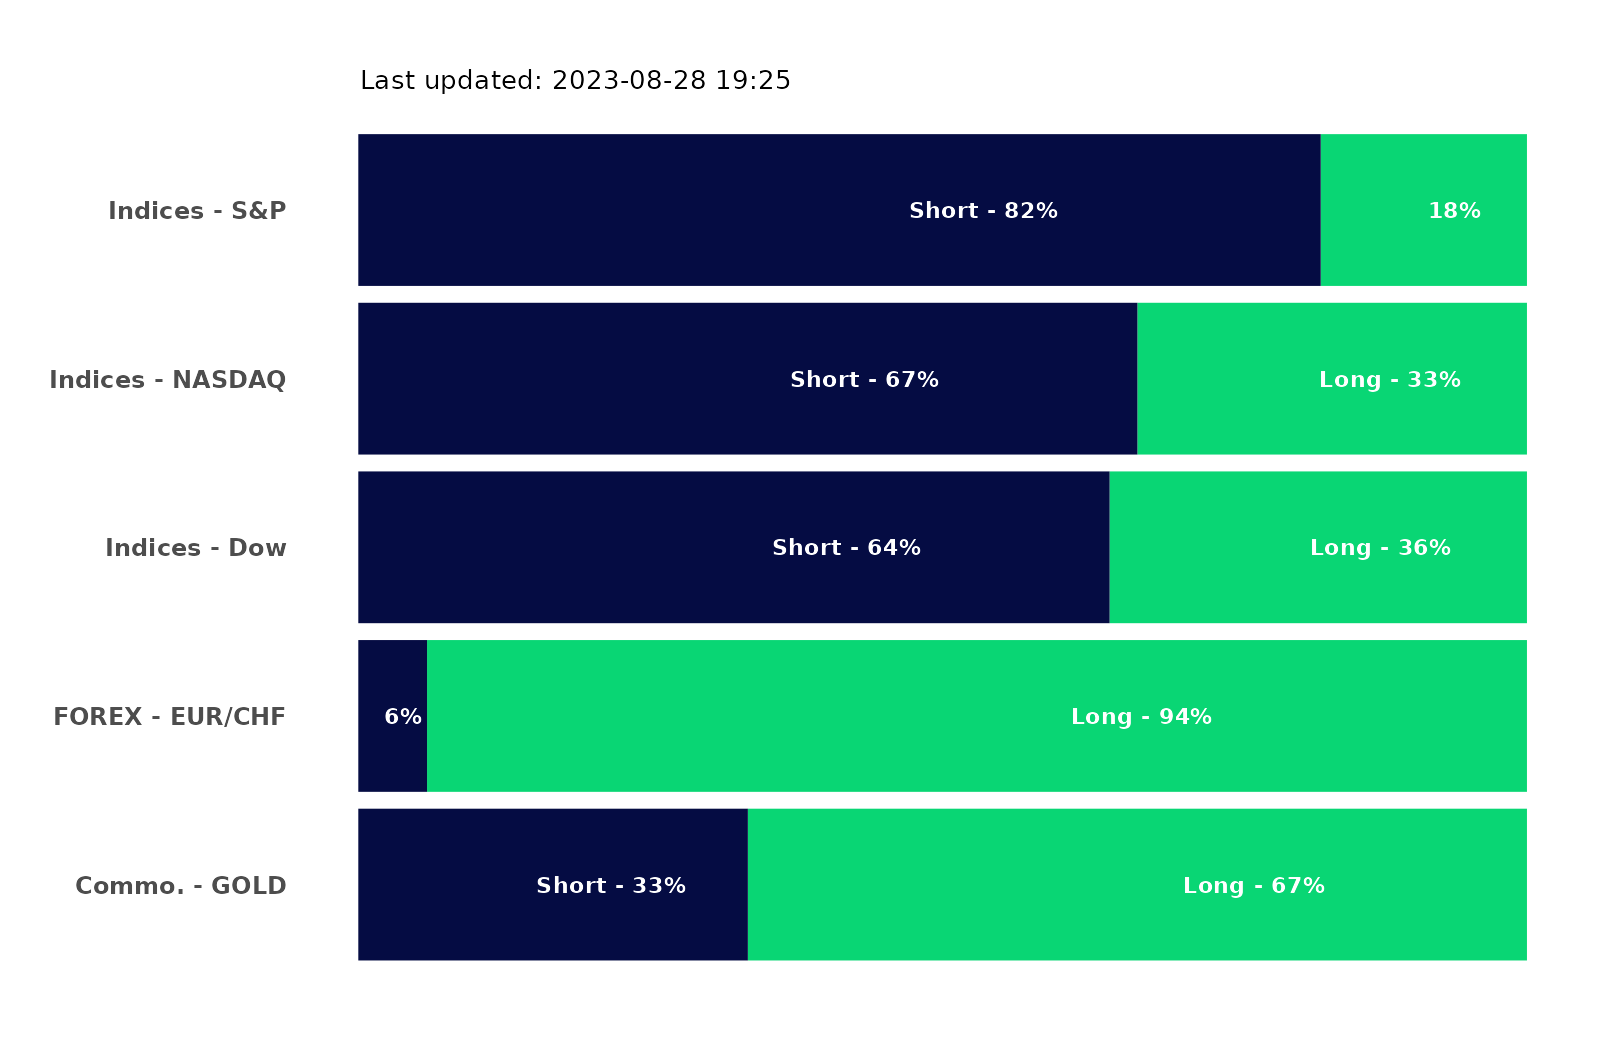 Last updated: 2023-08-28 19:25
Indices - S&P Short - 82% 18%
Indices - NASDAQ Short - 67% Long - 33%
Indices - Dow Short - 64% Long - 36%
FOREX - EUR/CHF 6% Long - 94%
Commo. - GOLD Short - 33% Long - 67%